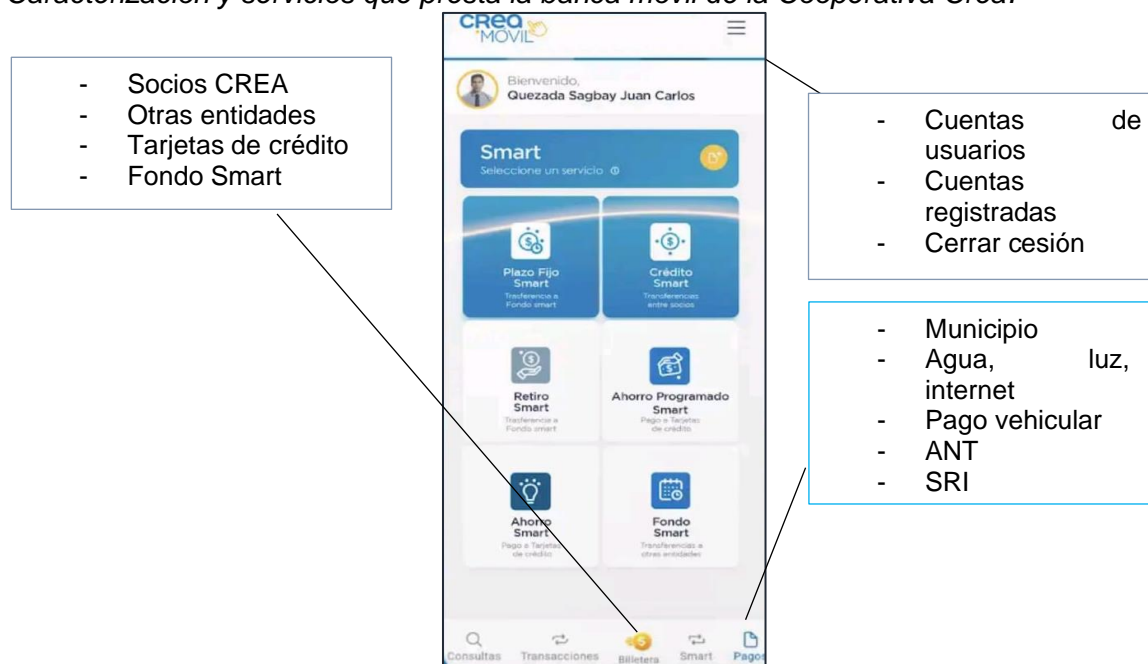 Caracterización y servicios que presta la banca móvil de la Cooperativa Crea.
- Socios CREA
- Otras entidades
- Tarjetas de crédito
- Fondo Smart
crea
MÓVIL
Bienvenido,
Quezada Sagbay Juan Carlos
Smart
Seleccione un servicio
Plazo Fijo
Smart
Trasferencia a
Fondo smart
Crédito
Smart
Transferencias
entre socios
Retiro
Smart
Trasferencia a
Fondo smart
Ahorro Programado
Smart
Pago a Tarjetas
de crédito
Ahorro
Smart
Pago a Tarjetas
de crédito
Fondo
Smart
Transferencias a
otras entidades
Consultas Transacciones Billetera Smart Pagos
- Cuentas de
usuarios
- Cuentas
registradas
- Cerrar cesión
- Municipio
- Agua, luz,
internet
- Pago vehicular
- ANT
- SRI